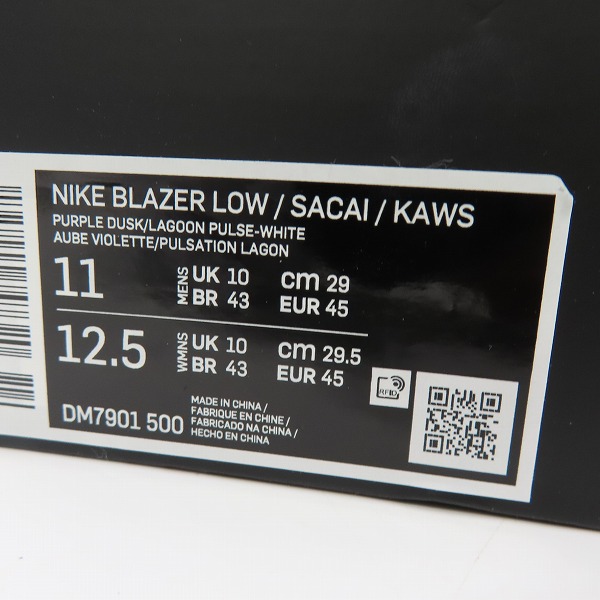 NIKE BLAZER LOW / SACAI / KAWS
PURPLE DUSK/LAGOON PULSE-WHITE
AUBE VIOLETTE/PULSATION LAGON
11 MENS UK 10 cm 29
BR 43 EUR 45
12.5 WMNS UK 10 cm 29.5
BR 43 EUR 45
DM7901 500
MADE IN CHINA /
FABRIQUE EN CHINE /
FABRICADO NA CHINA /
HECHO EN CHINA
RFID